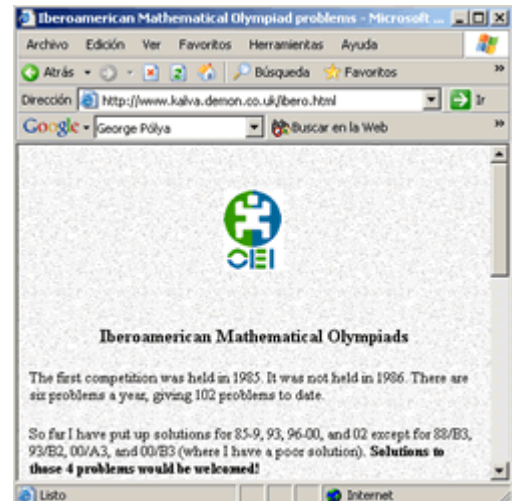 Iberoamerican Mathematical Olympiad problems - Microsoft ...
Archivo Edición Ver Favoritos Herramientas Ayuda
Atrás Búsqueda Favoritos »
Dirección http://www.kalva.demon.co.uk/ibero.html Ir
Google George Pólya Buscar en la Web »
OEI
Iberoamerican Mathematical Olympiads
The first competition was held in 1985. It was not held in 1986. There are
six problems a year, giving 102 problems to date.
So far I have put up solutions for 85-9, 93, 96-00, and 02 except for 88/B3,
93/B2, 00/A3, and 00/B3 (where I have a poor solution). Solutions to
those 4 problems would be welcomed!
Listo Internet